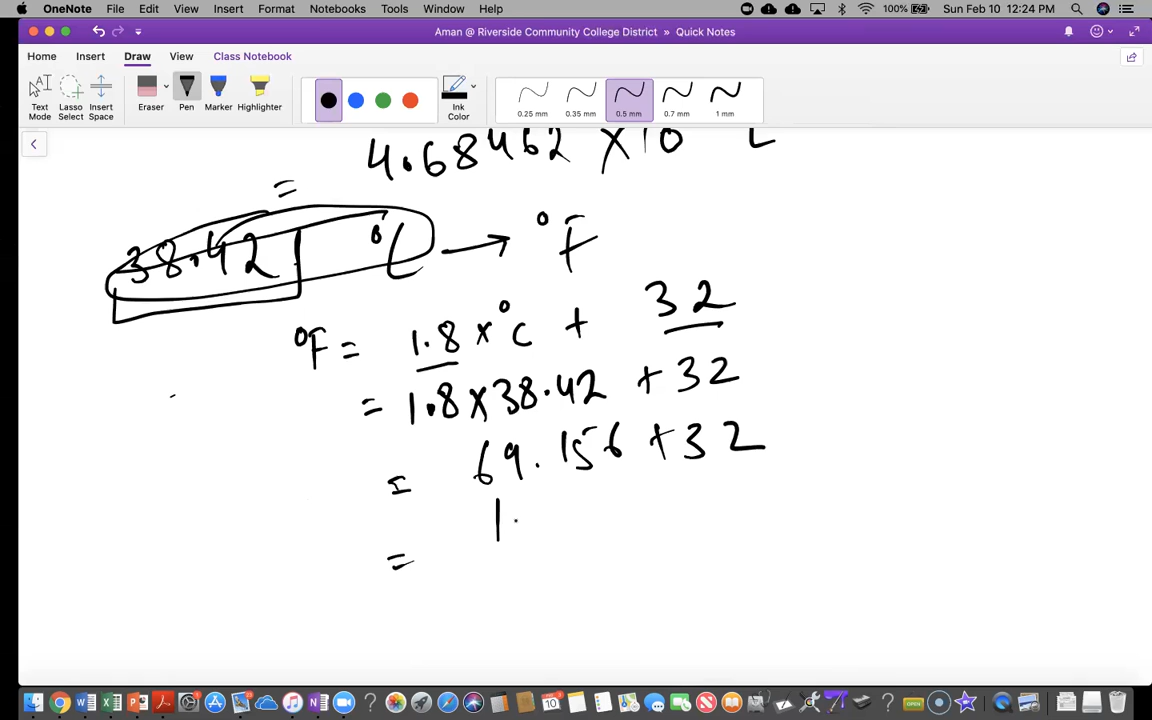 OneNote File Edit View Insert Format Notebooks Tools Window Help 100% Sun Feb 10 12:24 PM
Aman @ Riverside Community College District » Quick Notes
Home Insert Draw View Class Notebook
Text Mode Lasso Select Insert Space Eraser Pen Marker Highlighter Ink Color 0.25 mm 0.35 mm 0.5 mm 0.7 mm 1 mm
= 4.68462 X 10 L
38.42 °C → °F
°F = 1.8 x °C + 32
= 1.8 x 38.42 + 32
= 69.156 + 32
= 1